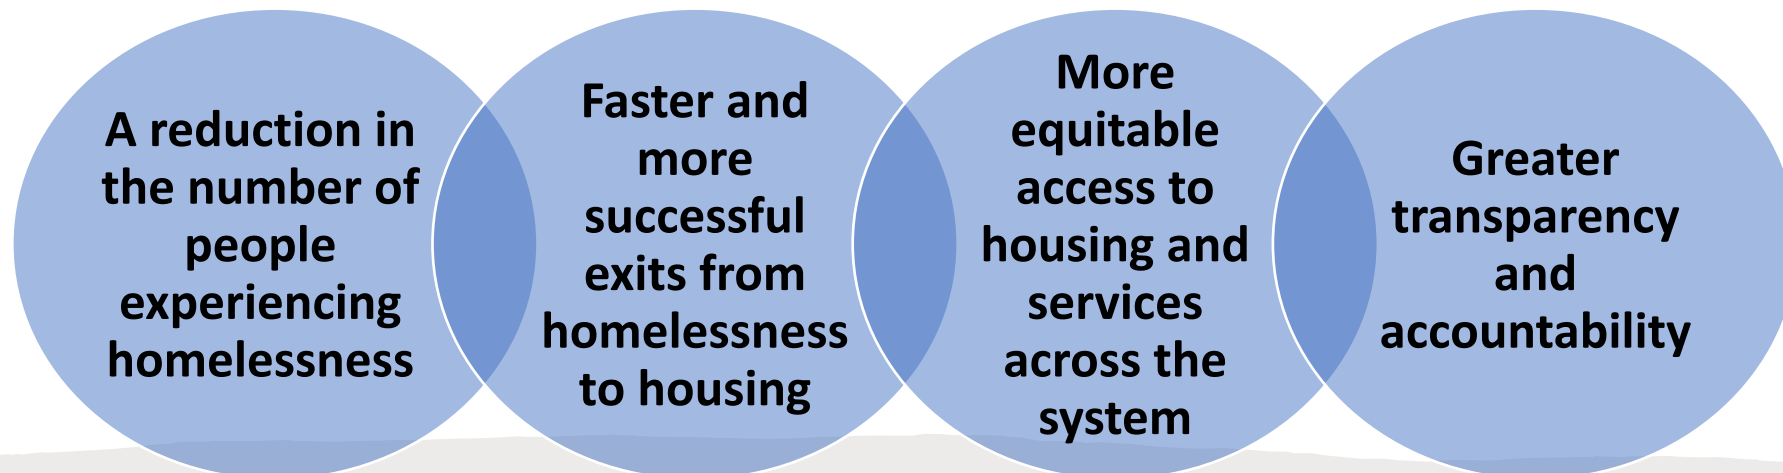 A reduction in
the number of
people
experiencing
homelessness
Faster and
more
successful
exits from
homelessness
to housing
More
equitable
access to
housing and
services
across the
system
Greater
transparency
and
accountability